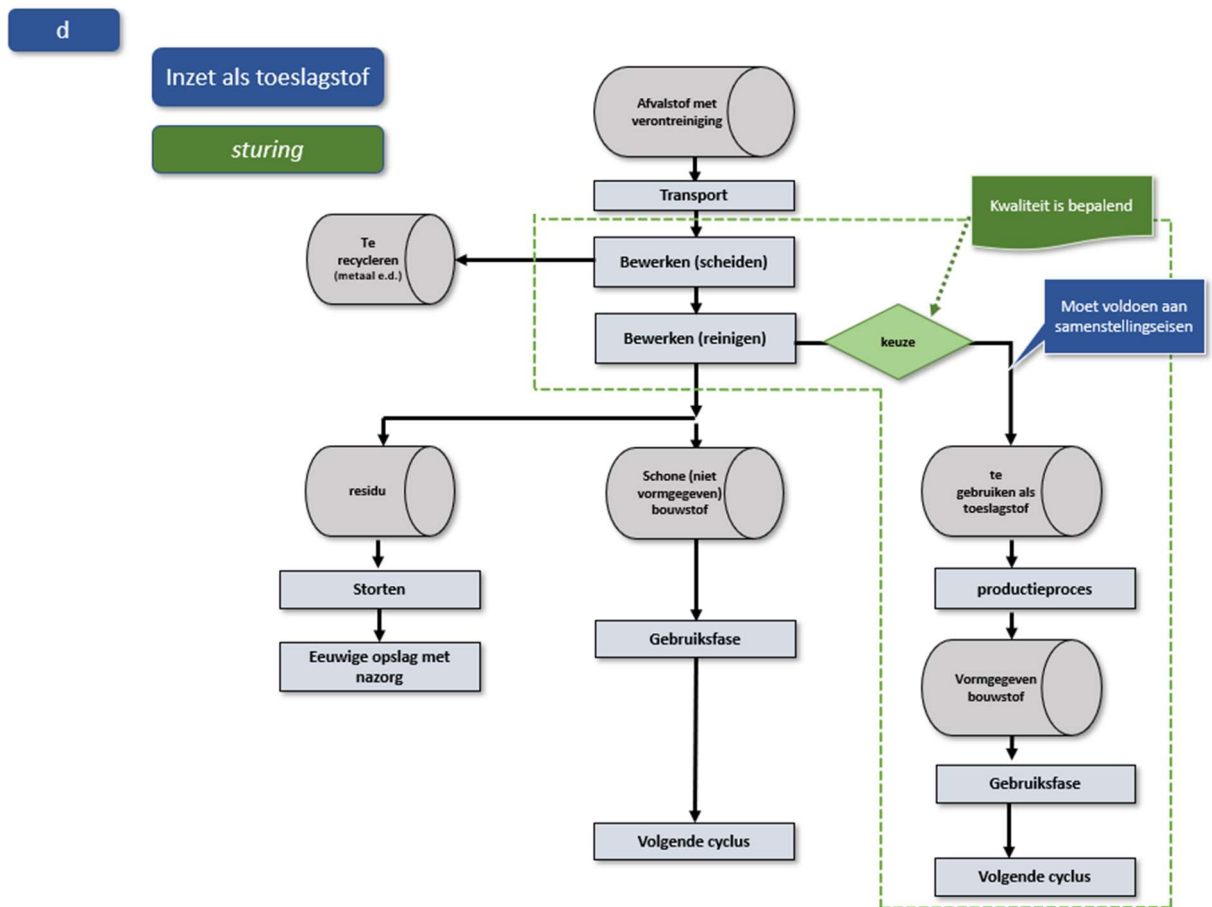 d
Inzet als toeslagstof
sturing
Afvalstof met
verontreiniging
Transport
Kwaliteit is bepalend
Te
recycleren
(metaal e.d.)
Bewerken (scheiden)
Moet voldoen aan
samenstellingseisen
Bewerken (reinigen)
keuze
residu
Schone (niet
vormgegeven)
bouwstof
te
gebruiken als
toeslagstof
Storten
productieproces
Eeuwige opslag met
nazorg
Gebruiksfase
Vormgegeven
bouwstof
Gebruiksfase
Volgende cyclus
Volgende cyclus